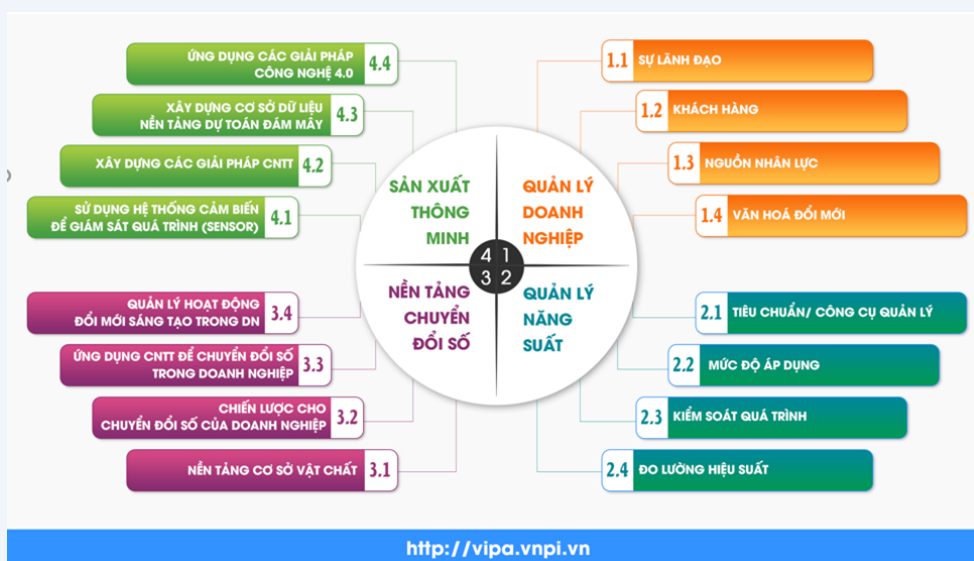 ỨNG DỤNG CÁC GIẢI PHÁP
CÔNG NGHỆ 4.0
4.4
XÂY DỰNG CƠ SỞ DỮ LIỆU
NỀN TẢNG DỰ TOÁN ĐÁM MÂY
4.3
XÂY DỰNG CÁC GIẢI PHÁP CNTT
4.2
SỬ DỤNG HỆ THỐNG CẢM BIẾN
ĐỂ GIÁM SÁT QUÁ TRÌNH (SENSOR)
4.1
SẢN XUẤT
THÔNG
MINH
4
QUẢN LÝ
DOANH
NGHIỆP
1
1.1 SỰ LÃNH ĐẠO
1.2 KHÁCH HÀNG
1.3 NGUỒN NHÂN LỰC
1.4 VĂN HOÁ ĐỔI MỚI
QUẢN LÝ HOẠT ĐỘNG
ĐỔI MỚI SÁNG TẠO TRONG DN
3.4
ỨNG DỤNG CNTT ĐỂ CHUYỂN ĐỔI SỐ
TRONG DOANH NGHIỆP
3.3
CHIẾN LƯỢC CHO
CHUYỂN ĐỔI SỐ CỦA DOANH NGHIỆP
3.2
NỀN TẢNG CƠ SỞ VẬT CHẤT 3.1
3
NỀN TẢNG
CHUYỂN
ĐỔI SỐ
2
QUẢN LÝ
NĂNG
SUẤT
2.1 TIÊU CHUẨN/ CÔNG CỤ QUẢN LÝ
2.2 MỨC ĐỘ ÁP DỤNG
2.3 KIỂM SOÁT QUÁ TRÌNH
2.4 ĐO LƯỜNG HIỆU SUẤT
http://vipa.vnpi.vn